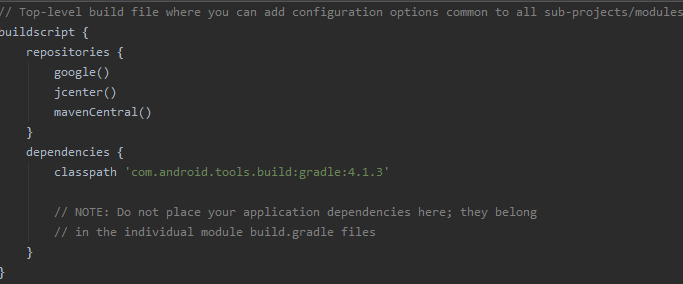 // Top-level build file where you can add configuration options common to all sub-projects/modules
buildscript {
    repositories {
        google()
        jcenter()
        mavenCentral()
    }
    dependencies {
        classpath 'com.android.tools.build:gradle:4.1.3'
        // NOTE: Do not place your application dependencies here; they belong
        // in the individual module build.gradle files
    }
}